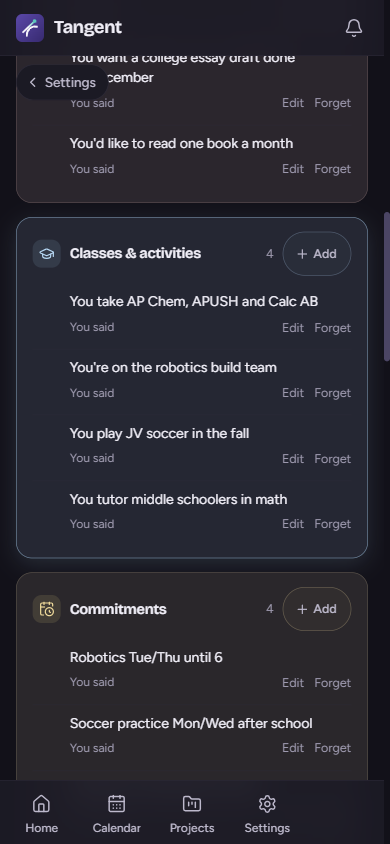 Tangent
You want a college essay draft done
cember
Settings
You said
Edit Forget
You'd like to read one book a month
You said
Edit Forget
Classes & activities
4
+ Add
You take AP Chem, APUSH and Calc AB
You said
Edit Forget
You're on the robotics build team
You said
Edit Forget
You play JV soccer in the fall
You said
Edit Forget
You tutor middle schoolers in math
You said
Edit Forget
Commitments
4
+ Add
Robotics Tue/Thu until 6
You said
Edit Forget
Soccer practice Mon/Wed after school
You said
Edit Forget
Home
Calendar
Projects
Settings